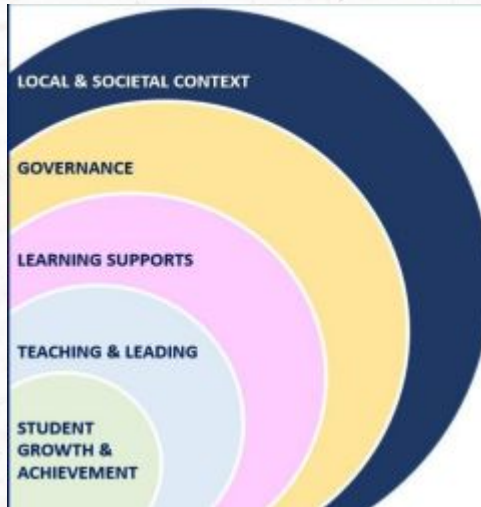 LOCAL & SOCIETAL CONTEXT
GOVERNANCE
LEARNING SUPPORTS
TEACHING & LEADING
STUDENT
GROWTH &
ACHIEVEMENT